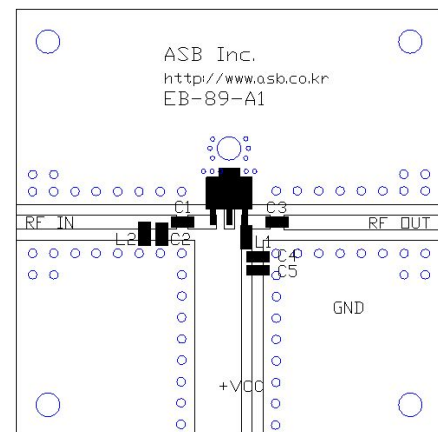 ASB Inc.
http://www.asb.co.kr
EB-89-A1
C1 C3
RF IN RF OUT
L2 C2 L1
C4
C5
GND
+VCC